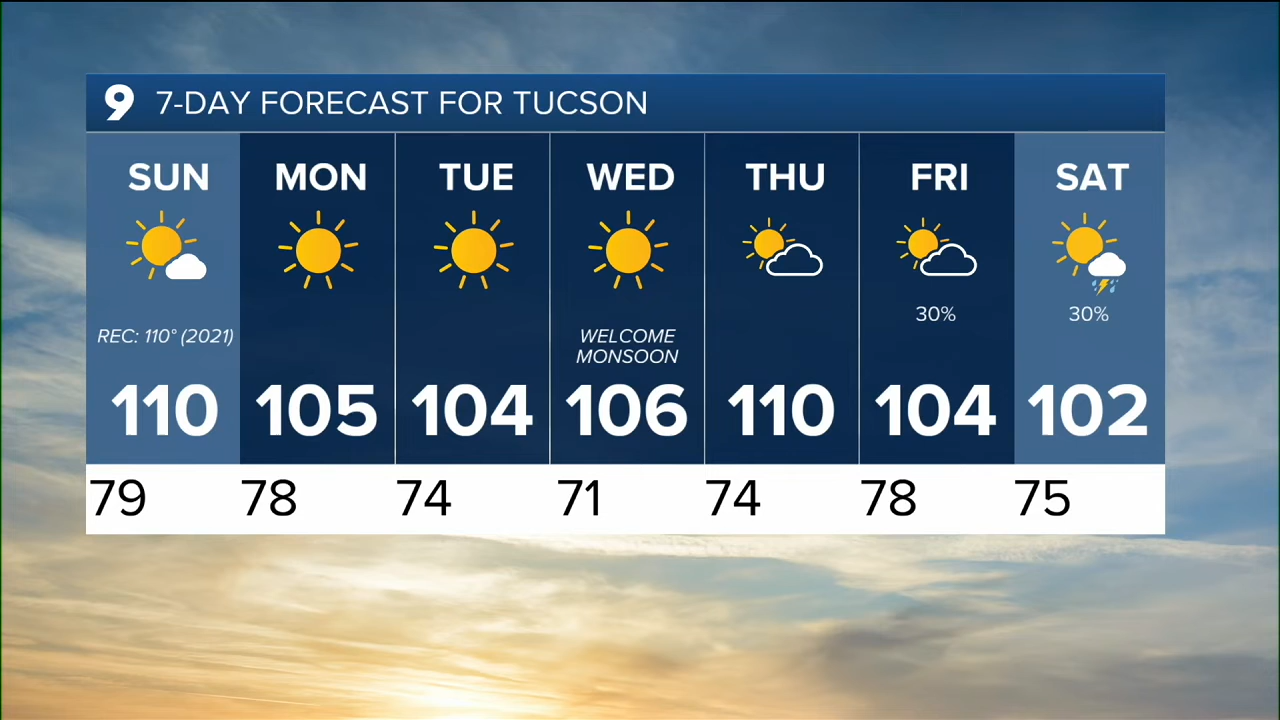 9 7-DAY FORECAST FOR TUCSON
SUN MON TUE WED THU FRI SAT
30% 30%
REC: 110° (2021) WELCOME
MONSOON
110 105 104 106 110 104 102
79 78 74 71 74 78 75